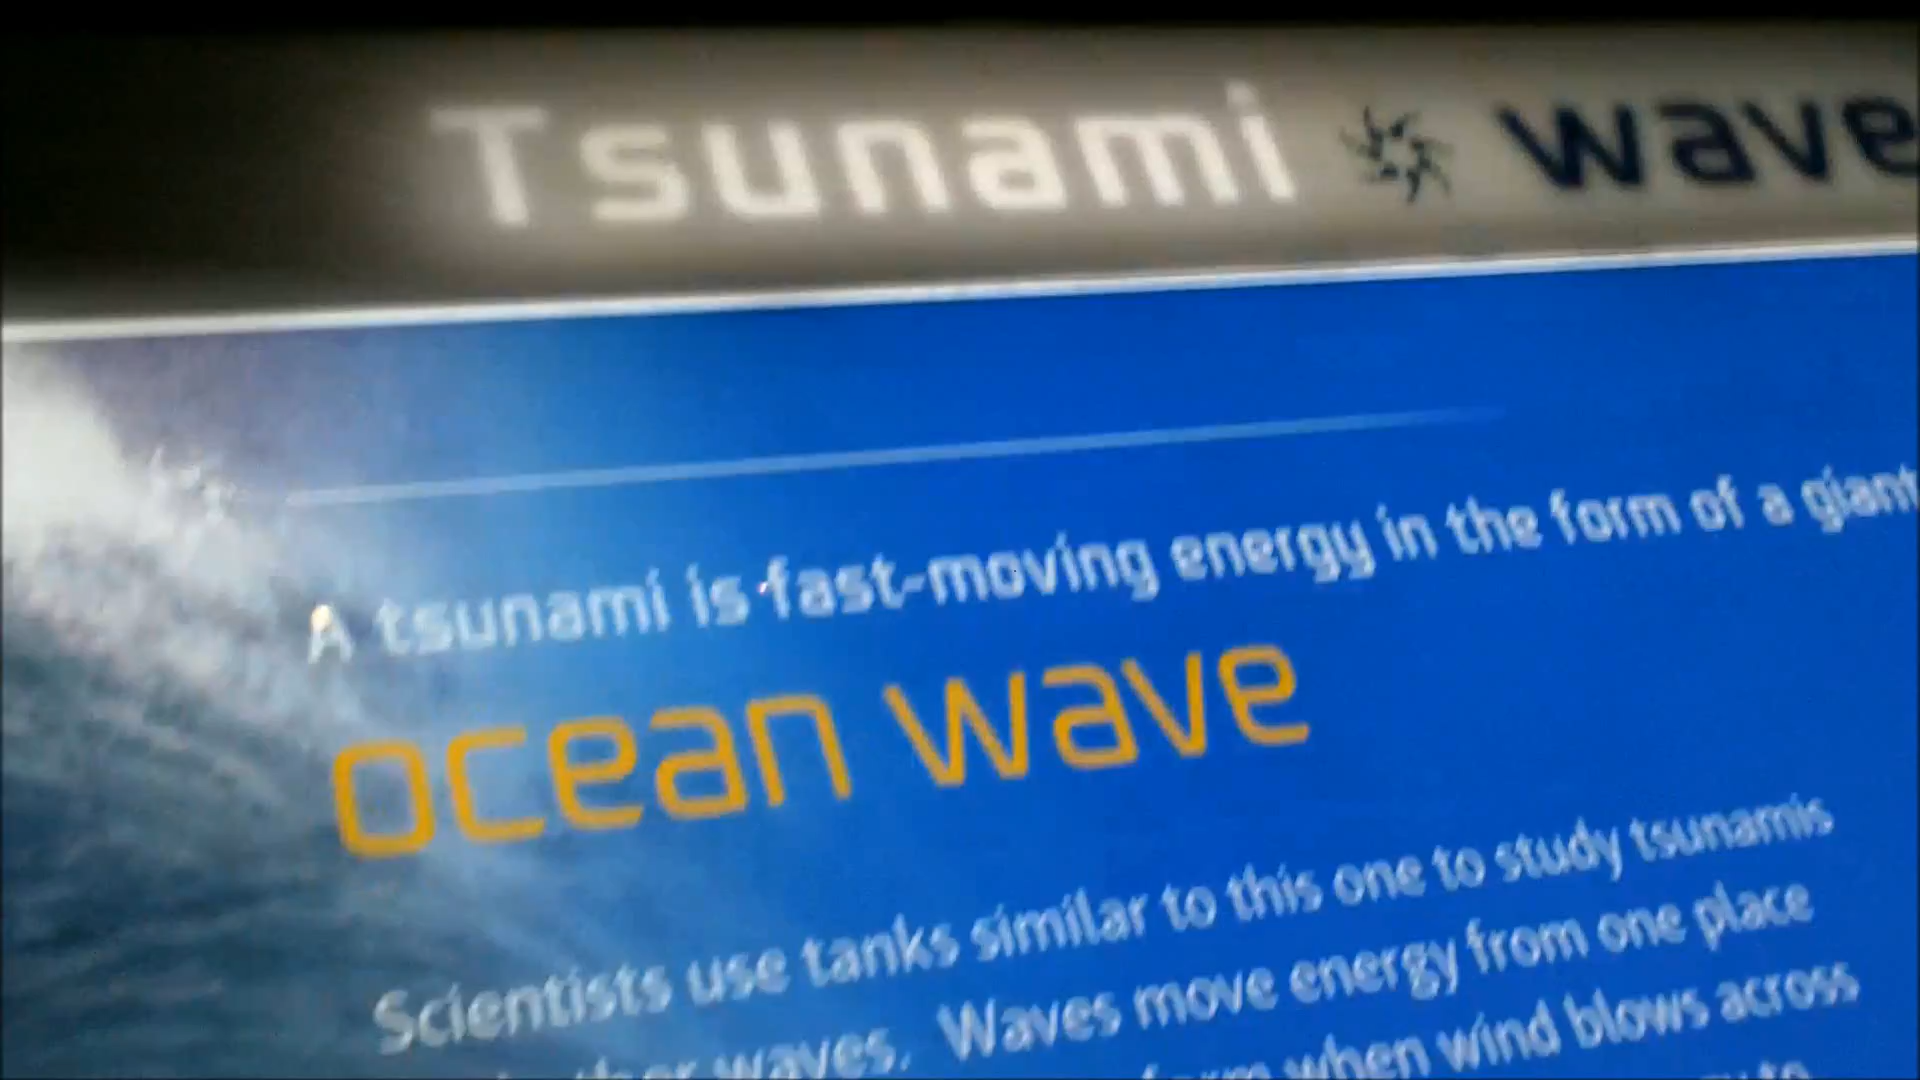 Tsunami wave
A tsunami is fast-moving energy in the form of a giant
ocean wave
Scientists use tanks similar to this one to study tsunamis
waves. Waves move energy from one place
when wind blows across
to